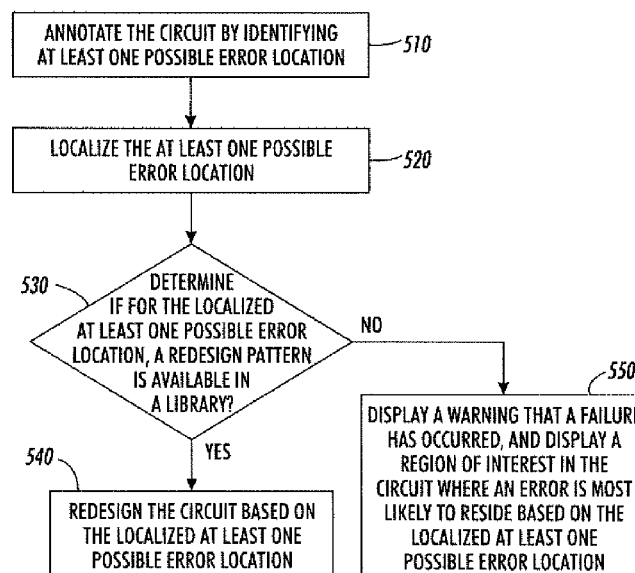 ANNOTATE THE CIRCUIT BY IDENTIFYING
AT LEAST ONE POSSIBLE ERROR LOCATION
510
LOCALIZE THE AT LEAST ONE POSSIBLE
ERROR LOCATION
520
530
DETERMINE
IF FOR THE LOCALIZED
AT LEAST ONE POSSIBLE ERROR
LOCATION, A REDESIGN PATTERN
IS AVAILABLE IN
A LIBRARY?
NO
YES
540
REDESIGN THE CIRCUIT BASED ON
THE LOCALIZED AT LEAST ONE
POSSIBLE ERROR LOCATION
550
DISPLAY A WARNING THAT A FAILURE
HAS OCCURRED, AND DISPLAY A
REGION OF INTEREST IN THE
CIRCUIT WHERE AN ERROR IS MOST
LIKELY TO RESIDE BASED ON THE
LOCALIZED AT LEAST ONE
POSSIBLE ERROR LOCATION